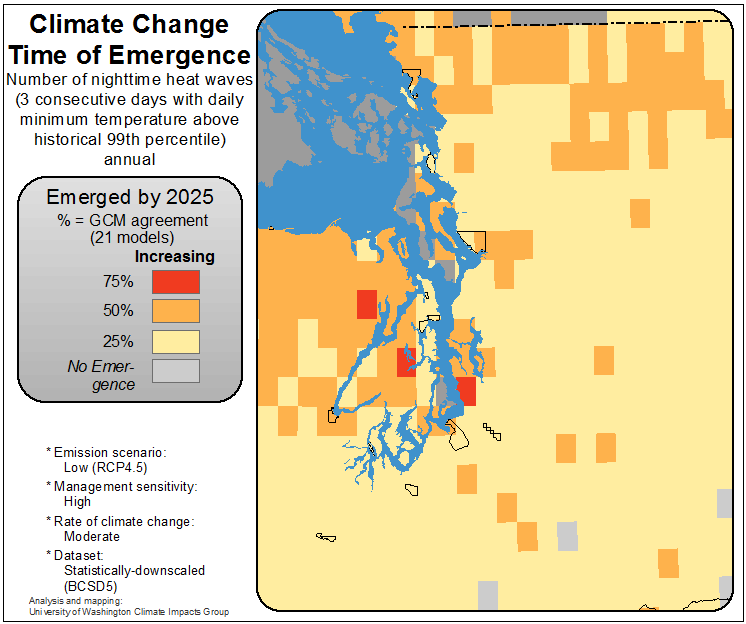 Climate Change
Time of Emergence
Number of nighttime heat waves
(3 consecutive days with daily
minimum temperature above
historical 99th percentile)
annual
Emerged by 2025
% = GCM agreement
(21 models)
Increasing
75%
50%
25%
No Emer-
gence
* Emission scenario:
Low (RCP4.5)
* Management sensitivity:
High
* Rate of climate change:
Moderate
* Dataset:
Statistically-downscaled
(BCSD5)
Analysis and mapping:
University of Washington Climate Impacts Group